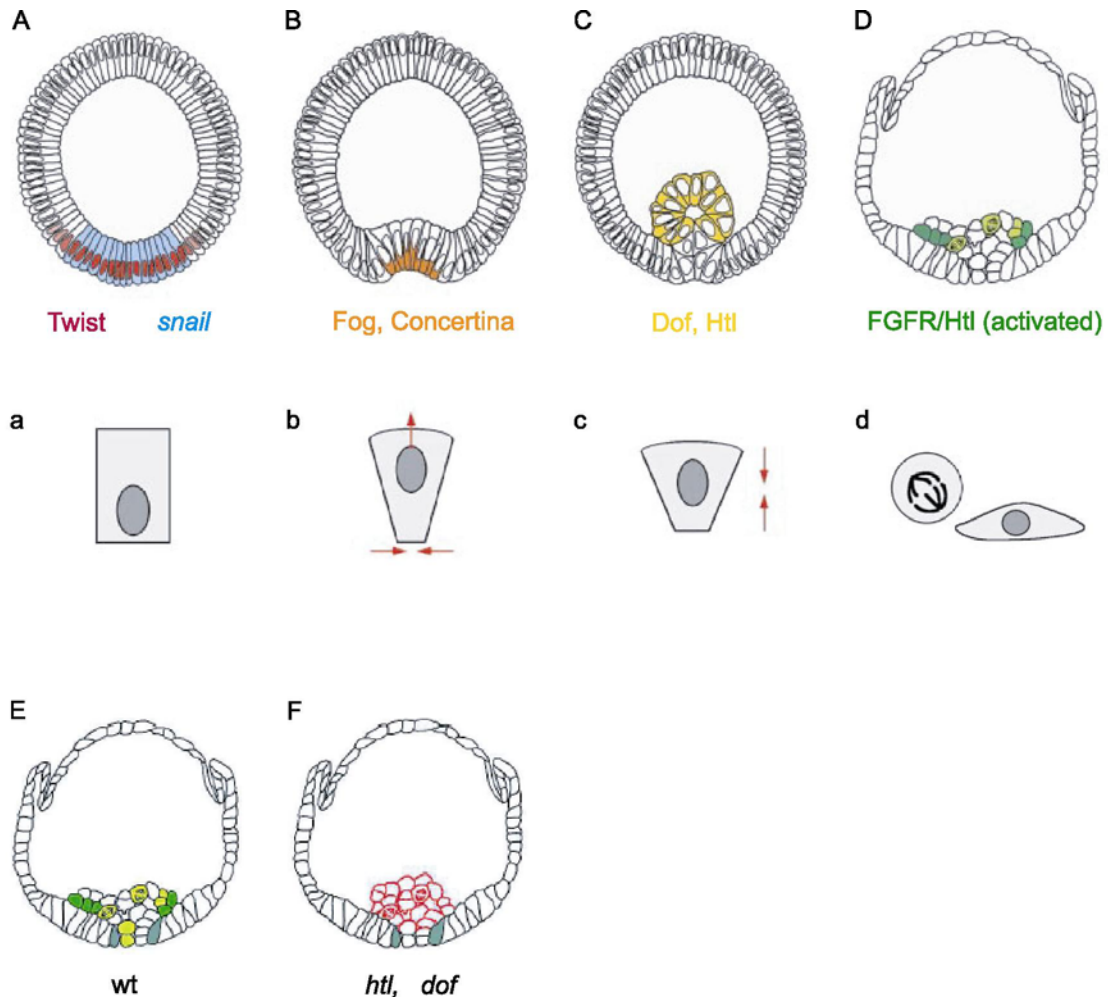 A B C D
Twist snail Fog, Concertina Dof, Htl FGFR/Htl (activated)
a b c d
E F
wt htl, dof